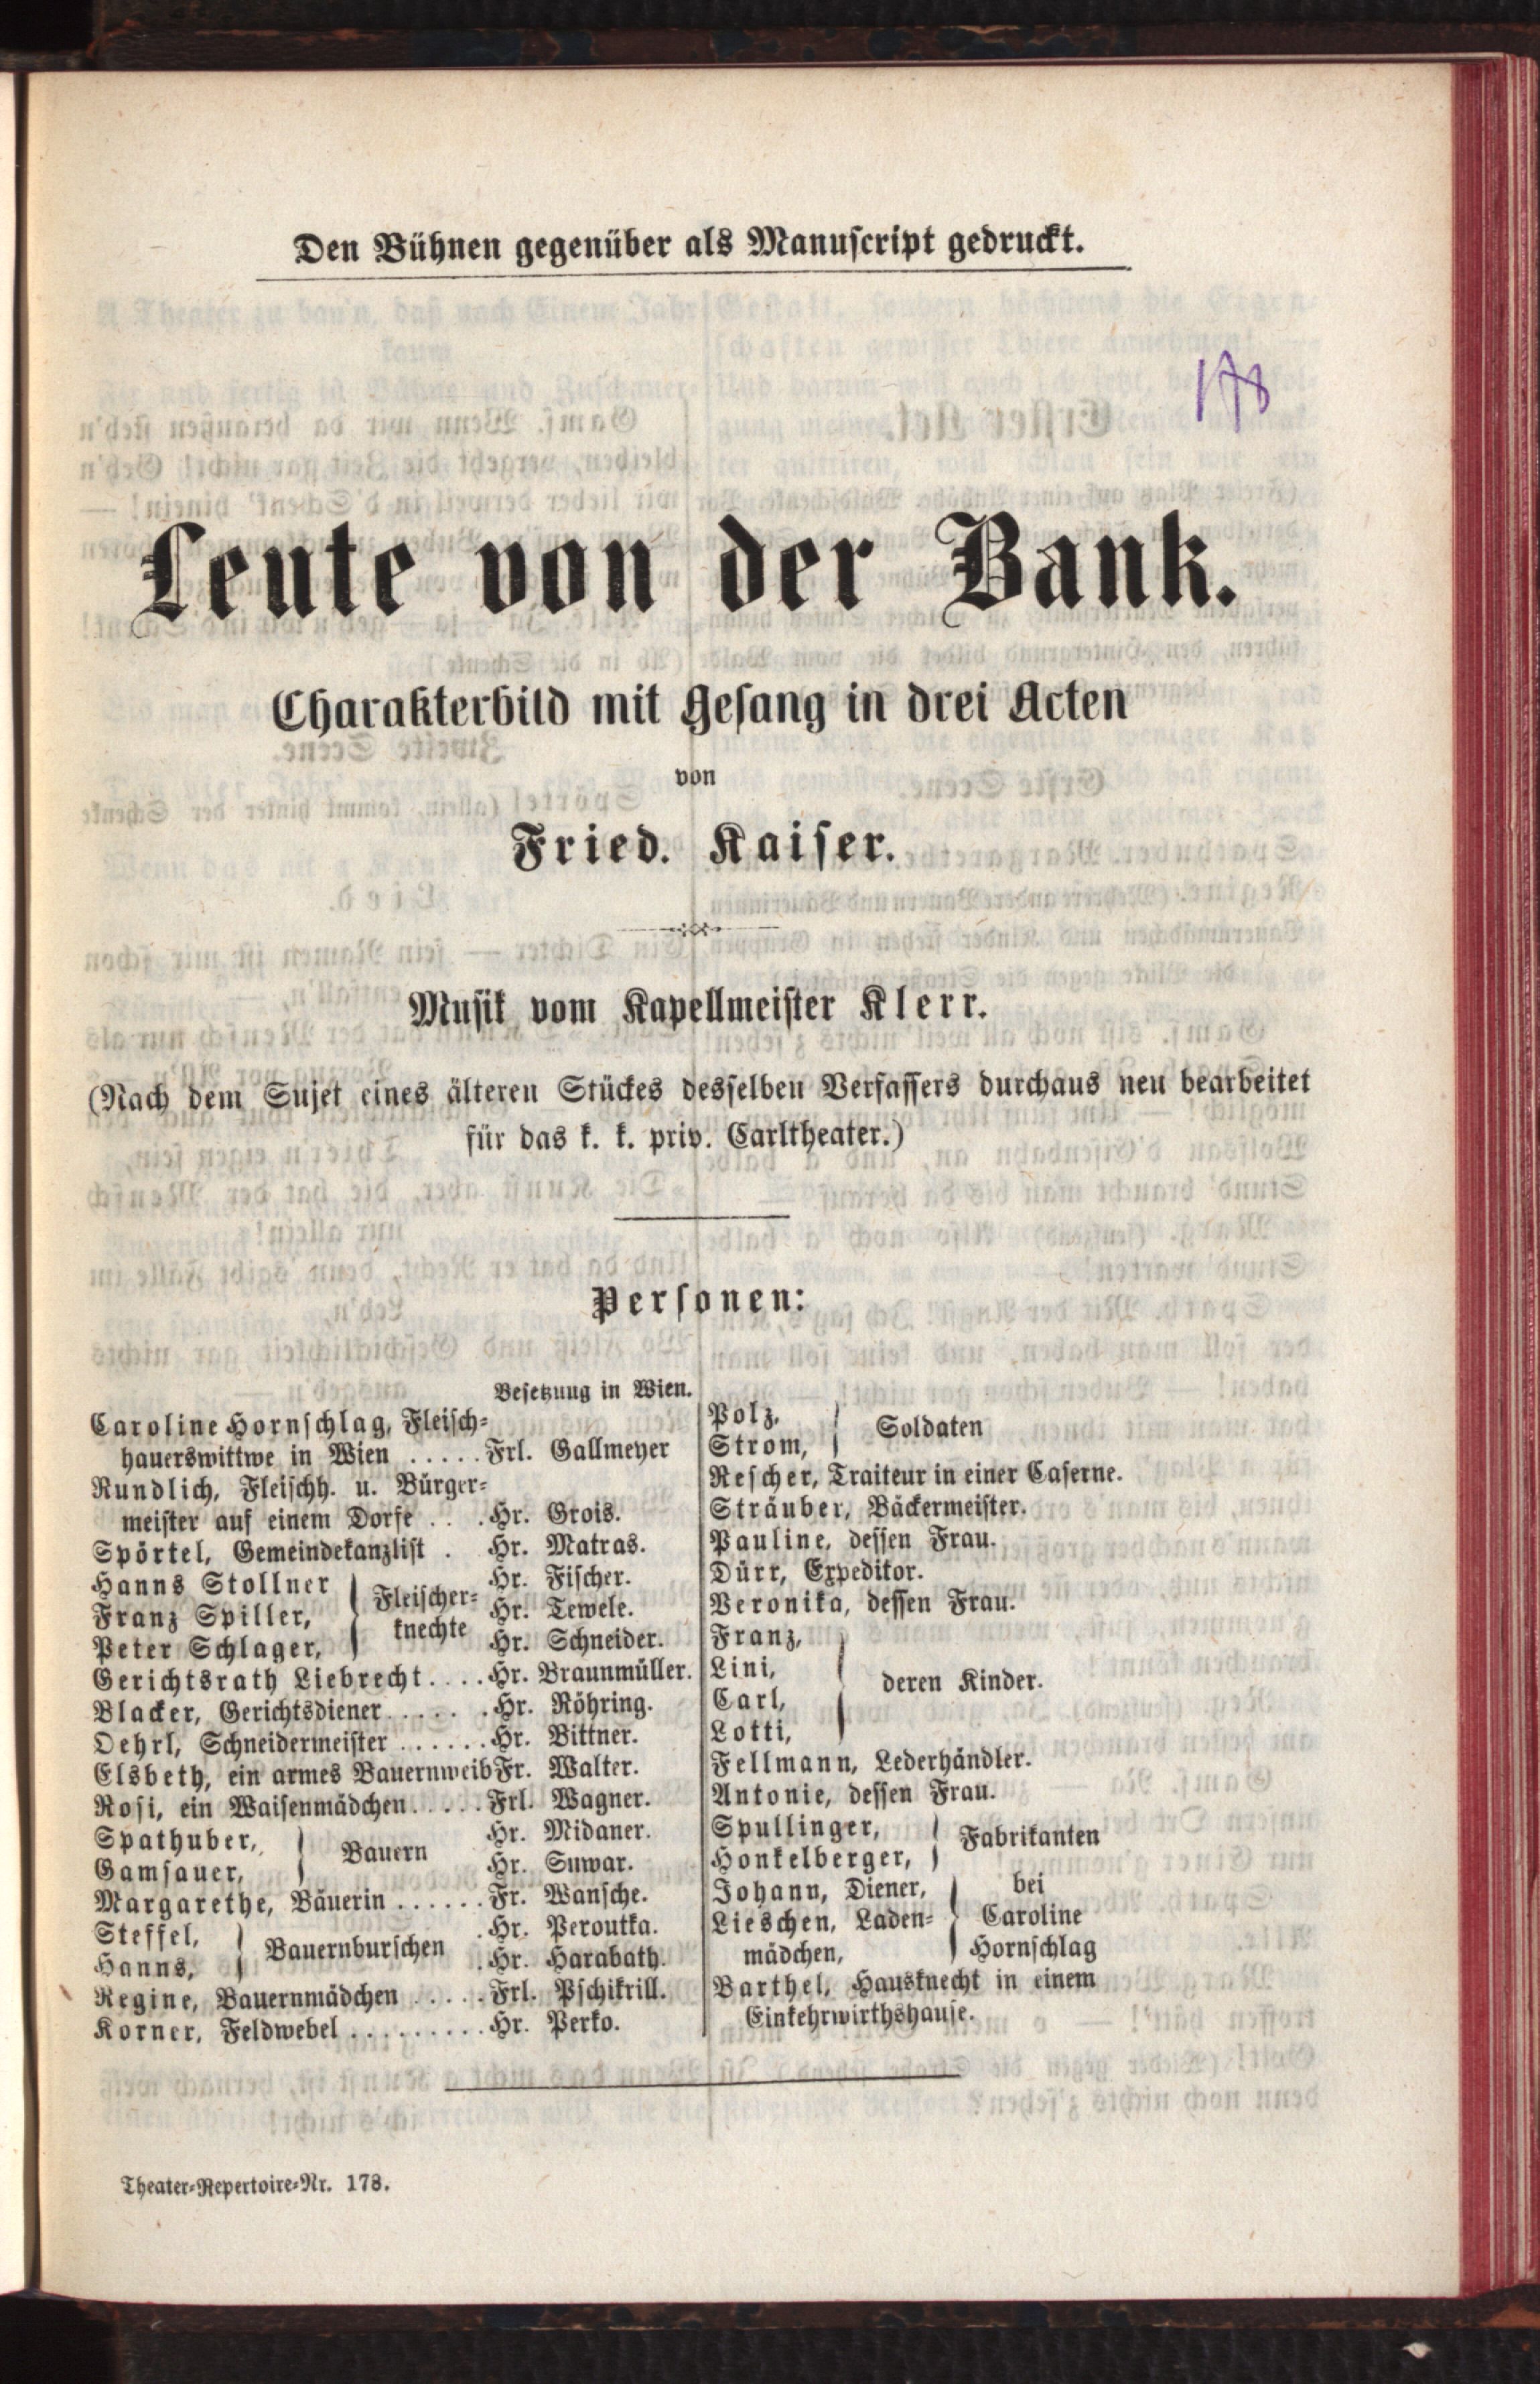 Den Bühnen gegenüber als Manuscript gedruckt.
178
Leute von der Bank.
Charakterbild mit Gesang in drei Acten
von
Fried. Kaiser.
Musik vom Kapellmeister Klerr.
(Nach dem Sujet eines älteren Stückes desselben Verfassers durchaus neu bearbeitet
für das k. k. priv. Carltheater.)
Personen:
Besetzung in Wien.
Caroline Hornschlag, Fleisch-
hauerswittwe in Wien ..... Frl. Gallmeyer
Rundlich, Fleischh. u. Bürger-
meister auf einem Dorfe . . . Hr. Grois.
Spörtel, Gemeindekanzlist . Hr. Matras.
Hanns Stollner Hr. Fischer.
Franz Spiller, Fleischer- Hr. Tewele.
Peter Schlager, knechte Hr. Schneider.
Gerichtsrath Liebrecht.... Hr. Braunmüller.
Blacker, Gerichtsdiener...... Hr. Röhring.
Oehrl, Schneidermeister ...... Hr. Bittner.
Elsbeth, ein armes Bauernweib Fr. Walter.
Rosi, ein Waisenmädchen..... Frl. Wagner.
Spathuber, Hr. Midaner.
Gamsauer, Bauern Hr. Suwar.
Margarethe, Bäuerin ...... Fr. Wansche.
Steffel, Hr. Peroutka.
Hanns, Bauernburschen Hr. Harabath.
Regine, Bauernmädchen ..... Frl. Pschikrill.
Korner, Feldwebel ......... Hr. Perko.
Polz,
Strom, Soldaten
Rescher, Traiteur in einer Caserne.
Sträuber, Bäckermeister.
Pauline, dessen Frau.
Dürr, Expeditor.
Veronika, dessen Frau.
Franz,
Lini,
Carl, deren Kinder.
Lotti,
Fellmann, Lederhändler.
Antonie, dessen Frau.
Spullinger,
Honkelberger, Fabrikanten
Johann, Diener, bei
Lieschen, Laden- Caroline
mädchen, Hornschlag
Barthel, Hausknecht in einem
Einkehrwirthshause.
Theater-Repertoire-Nr. 178.